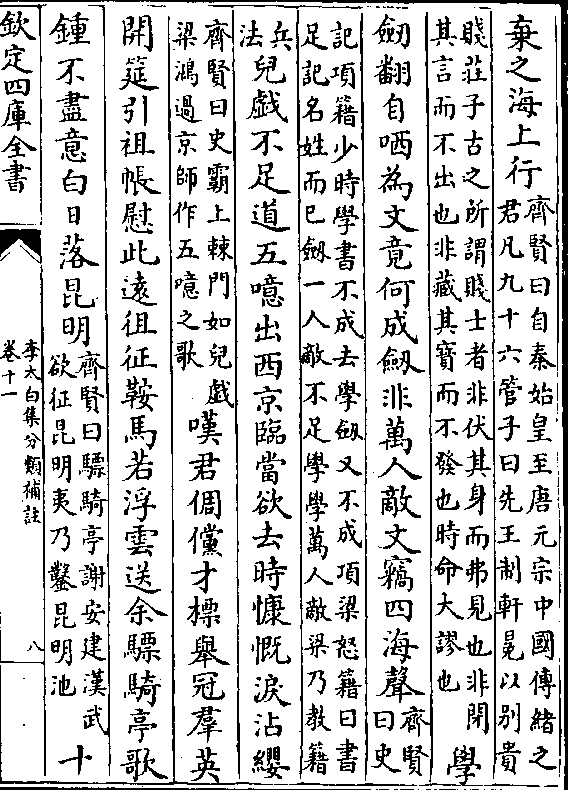 棄之海上行
齊賢曰自秦始皇至唐元宗中國傳緒之
君凡九十六管子曰先王制軒冕以别貴
賤莊子古之所謂賤士者非伏其身而弗見也非閉
其言而不出也非藏其寳而不發也時命大謬也
學
劒翻自哂為文竟何成劒非萬人敵文竊四海聲
齊賢
曰史
記項籍少時學書不成去學劒又不成項梁怒籍曰書
足記名姓而已劒一人敵不足學學萬人敵梁乃教籍
兵
法
兒戯不足道五噫出西京臨當欲去時慷慨淚沾纓
齊賢曰史霸上棘門如兒戯
梁鴻過京師作五噫之歌
嘆君倜儻才標舉冠羣英
開筵引祖帳慰此逺徂征鞍馬若浮雲送余驃騎亭歌
鍾不盡意白日落昆明
齊賢曰驃騎亭謝安建漢武
欲征昆明夷乃鑿昆明池
十
欽定四庫全書
李太白集分類補註
卷十一
八